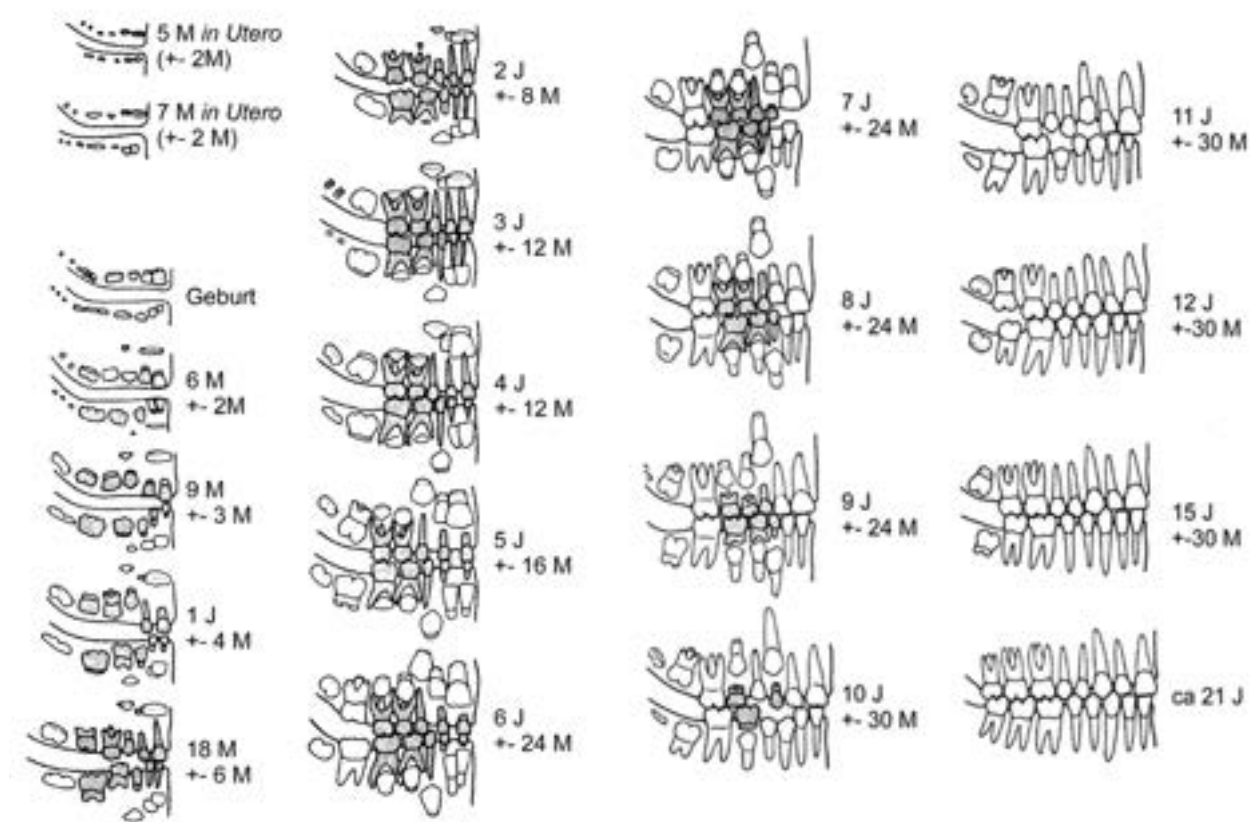 5 M in Utero
(+- 2M)
7 M in Utero
(+- 2 M)
Geburt
6 M
+- 2M
9 M
+- 3 M
1 J
+- 4 M
18 M
+- 6 M
2 J
+- 8 M
3 J
+- 12 M
4 J
+- 12 M
5 J
+- 16 M
6 J
+- 24 M
7 J
+- 24 M
8 J
+- 24 M
9 J
+- 24 M
10 J
+- 30 M
11 J
+- 30 M
12 J
+-30 M
15 J
+-30 M
ca 21 J